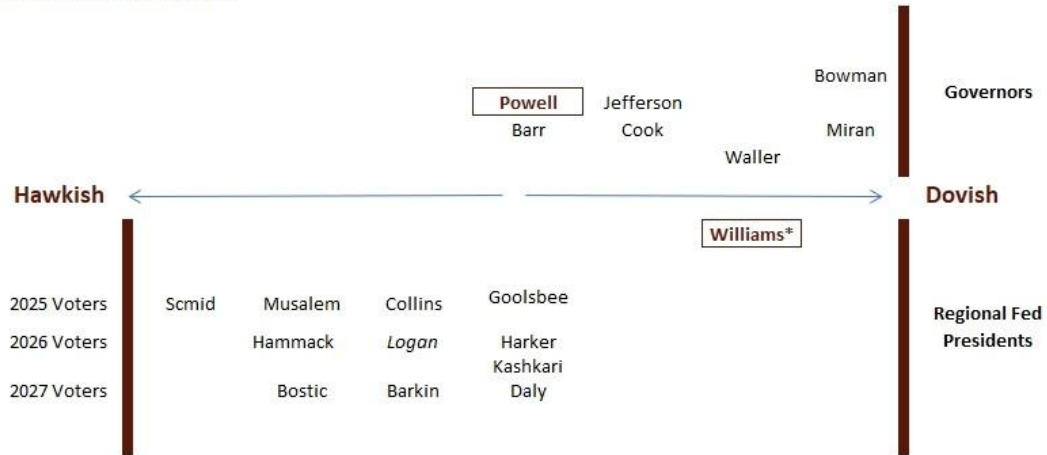 Bowman
Governors
Powell Jefferson
Barr Cook Miran
Waller
Hawkish Dovish
Williams*
2025 Voters Scmid Musalem Collins Goolsbee
Regional Fed
Presidents
2026 Voters Hammack Logan Harker
Kashkari
2027 Voters Bostic Barkin Daly